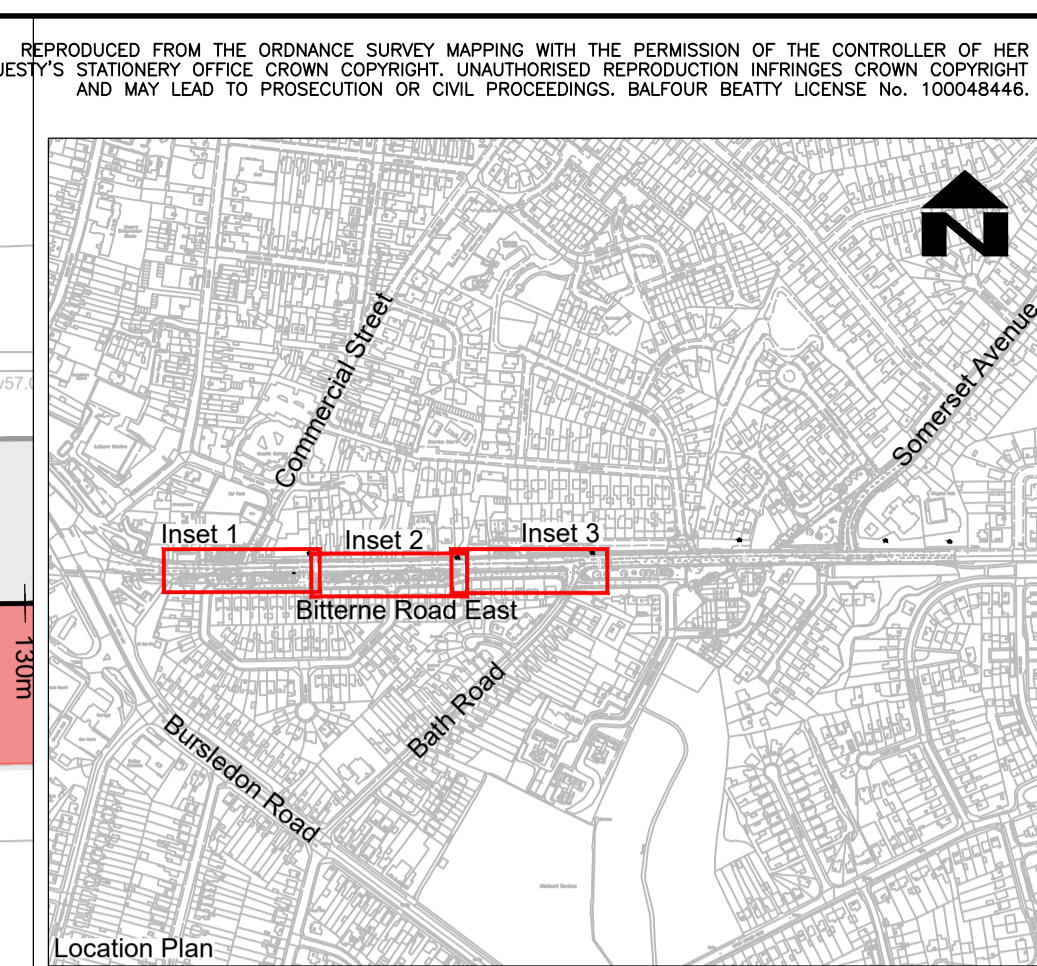 REPRODUCED FROM THE ORDNANCE SURVEY MAPPING WITH THE PERMISSION OF THE CONTROLLER OF HER
JESTY'S STATIONERY OFFICE CROWN COPYRIGHT. UNAUTHORISED REPRODUCTION INFRINGES CROWN COPYRIGHT
AND MAY LEAD TO PROSECUTION OR CIVIL PROCEEDINGS. BALFOUR BEATTY LICENSE No. 100048446.
N
Commercial Street
Somerset Avenue
Inset 1
Inset 2
Inset 3
Bitterne Road East
130m
Bath Road
Bursledon Road
Location Plan